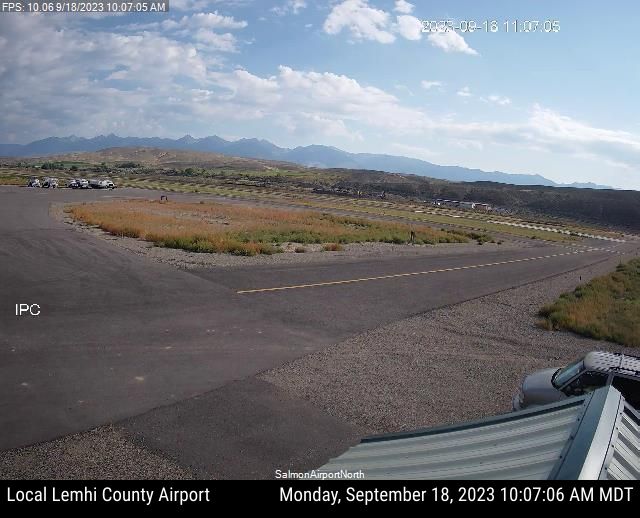 FPS: 10.06 9/18/2023 10:07:05 AM
2023-09-18 11:07:05
IPC
SalmonAirportNorth
Local Lemhi County Airport
Monday, September 18, 2023 10:07:06 AM MDT